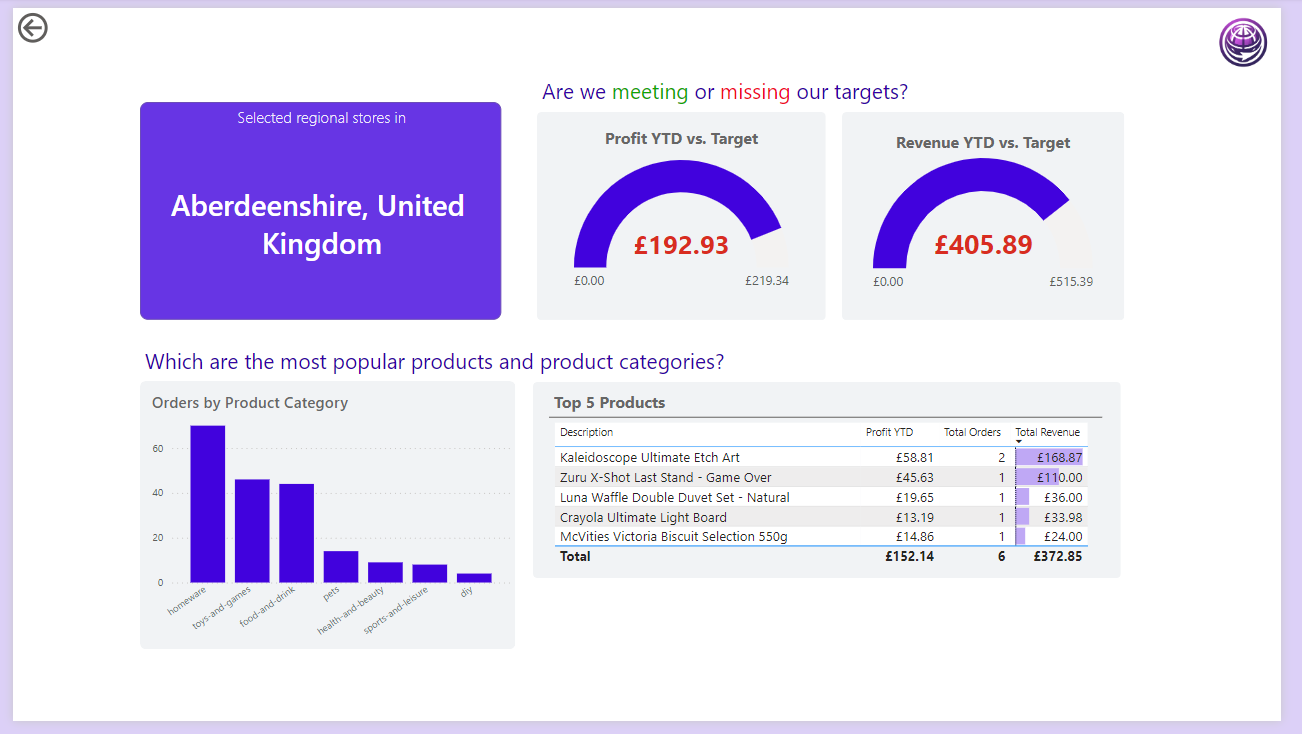 Selected regional stores in
Aberdeenshire, United
Kingdom
Are we meeting or missing our targets?
Profit YTD vs. Target
£192.93
£0.00
£219.34
Revenue YTD vs. Target
£405.89
£0.00
£515.39
Which are the most popular products and product categories?
Orders by Product Category
60
40
20
0
homeware
toys-and-games
food-and-drink
pets
health-and-beauty
sports-and-leisure
diy
Top 5 Products
Description Profit YTD Total Orders Total Revenue
Kaleidoscope Ultimate Etch Art £58.81 2 £168.87
Zuru X-Shot Last Stand - Game Over £45.63 1 £110.00
Luna Waffle Double Duvet Set - Natural £19.65 1 £36.00
Crayola Ultimate Light Board £13.19 1 £33.98
McVities Victoria Biscuit Selection 550g £14.86 1 £24.00
Total £152.14 6 £372.85